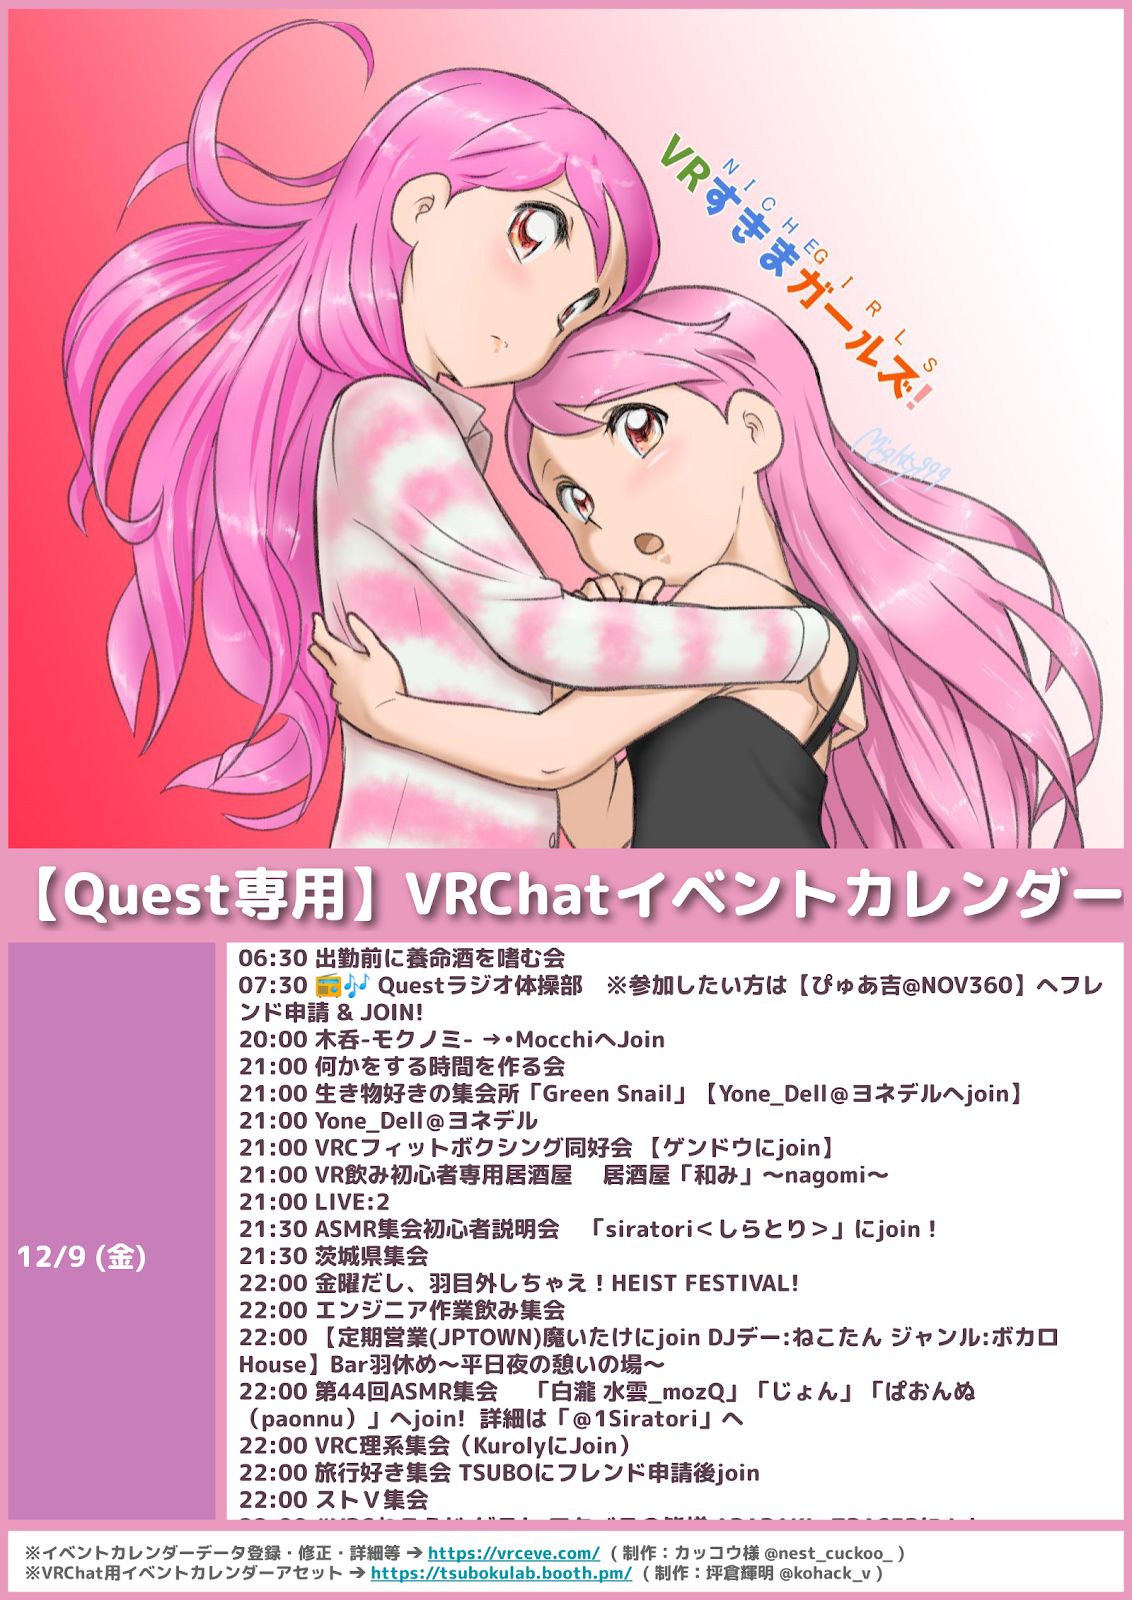 NICHEGIRLS
VRすきまガールズ!
Mighty999
【Quest専用】VRChatイベントカレンダー
12/9 (金)
06:30 出勤前に養命酒を嗜む会
07:30 📻🎶 Questラジオ体操部　※参加したい方は【ぴゅあ吉@NOV360】へフレ
ンド申請 & JOIN!
20:00 木呑-モクノミ- →・MocchiへJoin
21:00 何かをする時間を作る会
21:00 生き物好きの集会所「Green Snail」【Yone_Dell＠ヨネデルへjoin】
21:00 Yone_Dell＠ヨネデル
21:00 VRCフィットボクシング同好会 【ゲンドウにjoin】
21:00 VR飲み初心者専用居酒屋　 居酒屋「和み」～nagomi～
21:00 LIVE:2
21:30 ASMR集会初心者説明会　「siratori＜しらとり＞」にjoin！
21:30 茨城県集会
22:00 金曜だし、羽目外しちゃえ！HEIST FESTIVAL!
22:00 エンジニア作業飲み集会
22:00 【定期営業(JPTOWN)魔いたけにjoin DJデー:ねこたん ジャンル:ボカロ
House】Bar羽休め～平日夜の憩いの場～
22:00 第44回ASMR集会　 「白瀧 水雲_mozQ」「じょん」「ぱおんぬ
（paonnu）」へjoin!  詳細は「＠1Siratori」へ
22:00 VRC理系集会（KurolyにJoin）
22:00 旅行好き集会 TSUBOにフレンド申請後join
22:00 ストＶ集会
※イベントカレンダーデータ登録・修正・詳細等 ➔ https://vrceve.com/ ( 制作：カッコウ様 @nest_cuckoo_ )
※VRChat用イベントカレンダーアセット ➔ https://tsubokulab.booth.pm/ ( 制作：坪倉輝明 @kohack_v )